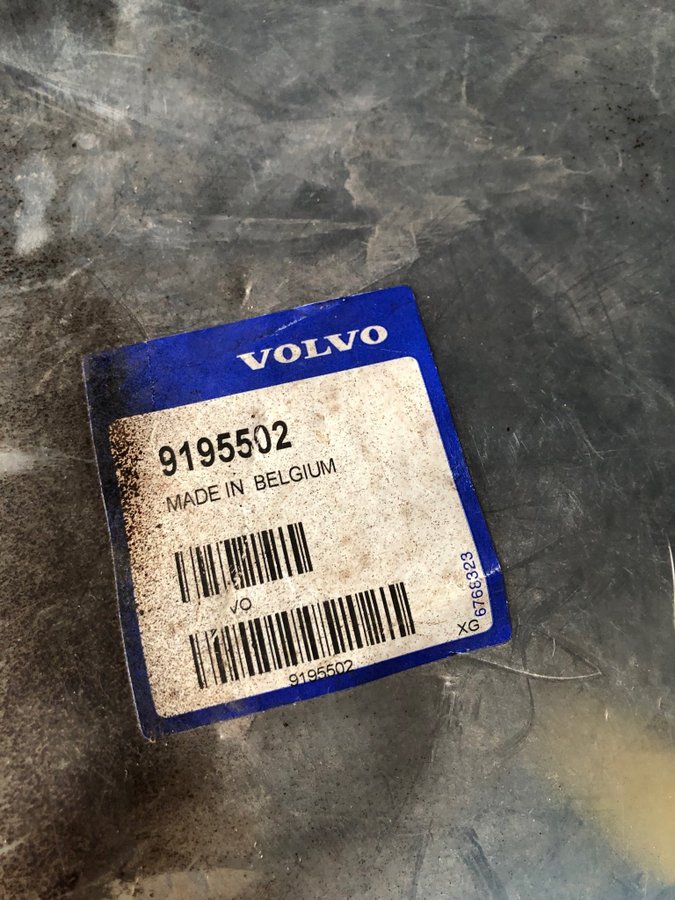 VOLVO
9195502
MADE IN BELGIUM
VO
9195502
XG
6768323